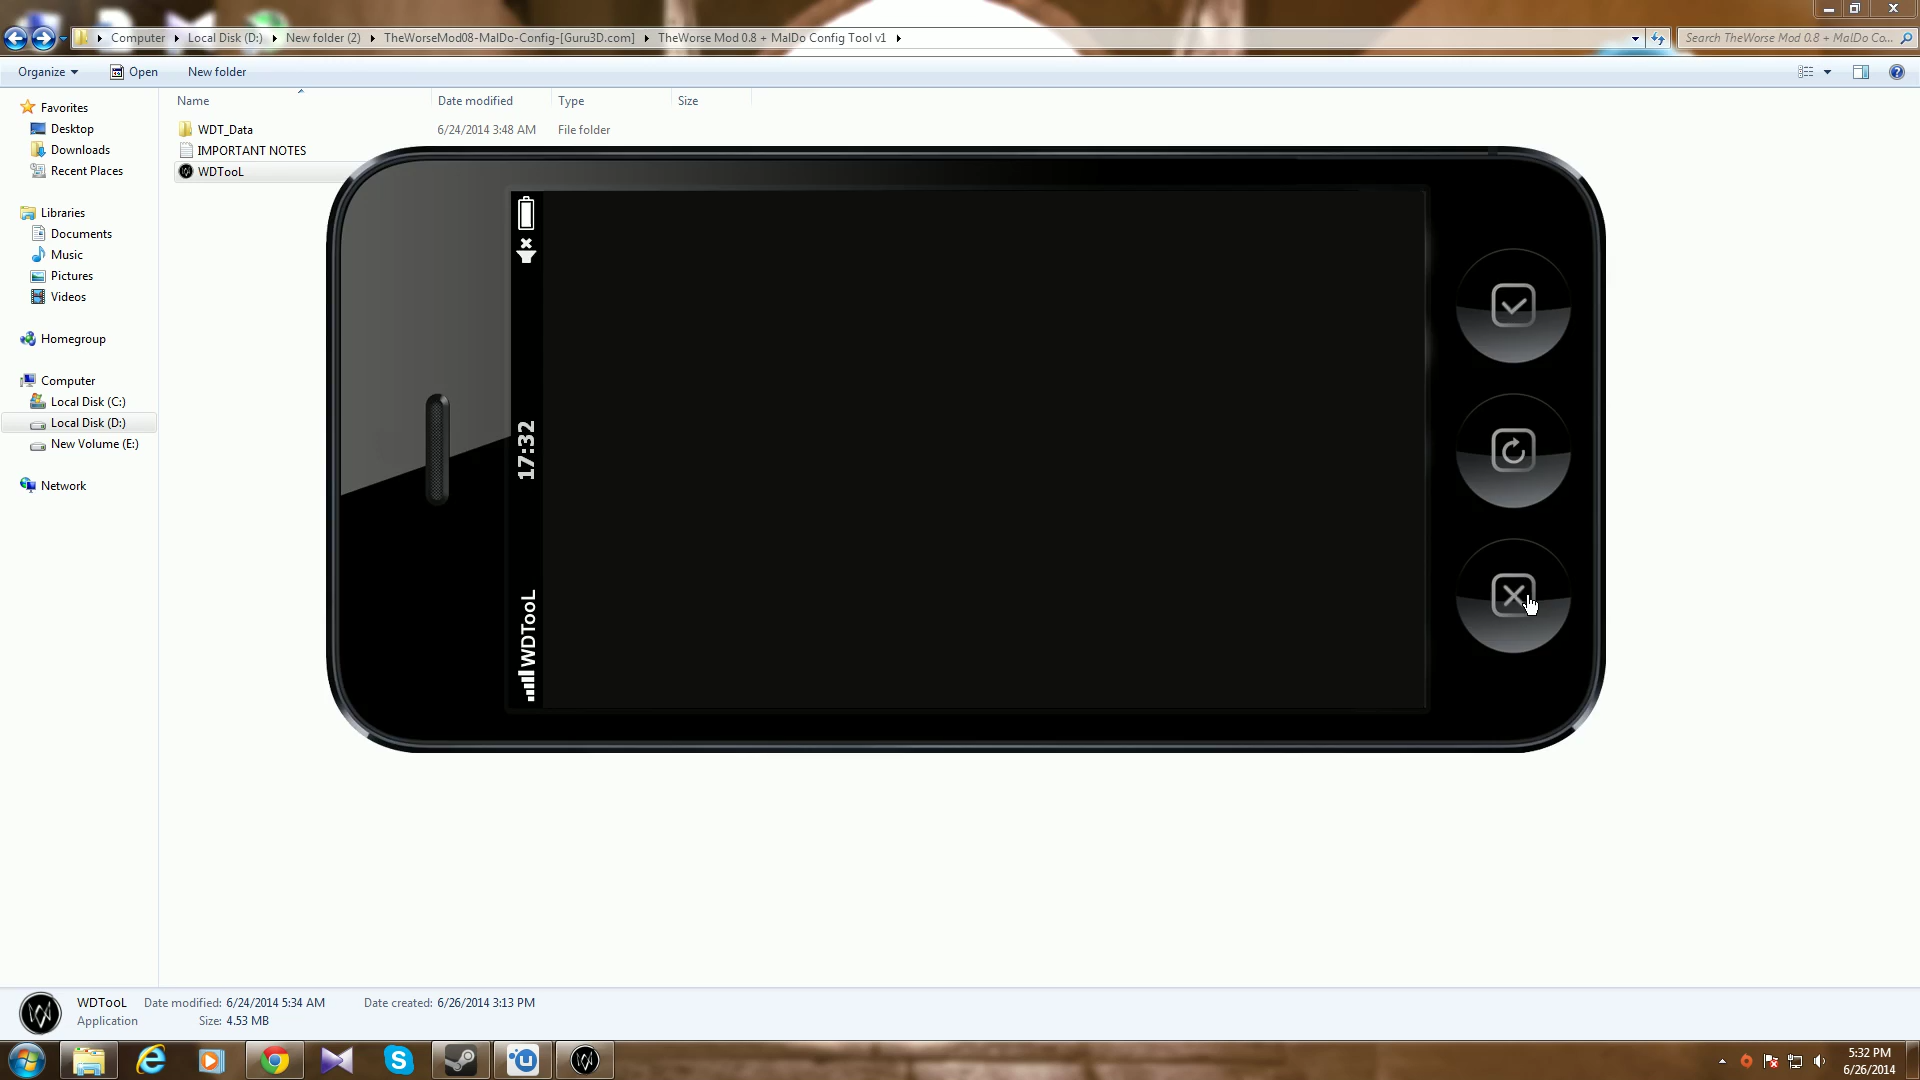 Computer Local Disk (D:) New folder (2) TheWorseMod08-MalDo-Config-[Guru3D.com] TheWorse Mod 0.8 + MalDo Config Tool v1
Search TheWorse Mod 0.8 + MalDo Co...
Organize Open New folder
Name Date modified Type Size
Favorites
Desktop
Downloads
Recent Places
Libraries
Documents
Music
Pictures
Videos
Homegroup
Computer
Local Disk (C:)
Local Disk (D:)
New Volume (E:)
Network
WDT_Data 6/24/2014 3:48 AM File folder
IMPORTANT NOTES
WDTooL
17:32
WDTooL
WDTooL Date modified: 6/24/2014 5:34 AM Date created: 6/26/2014 3:13 PM
Application Size: 4.53 MB
5:32 PM
6/26/2014